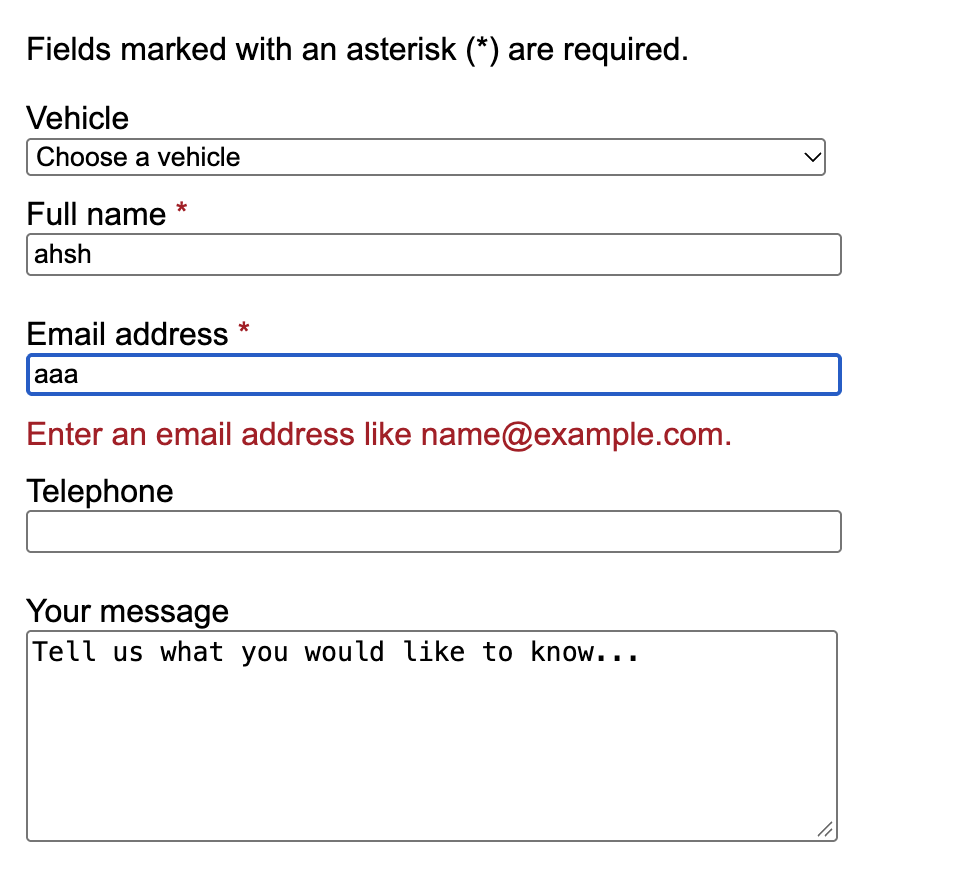 Fields marked with an asterisk (*) are required.
Vehicle
Choose a vehicle
Full name *
ahsh
Email address *
aaa
Enter an email address like name@example.com.
Telephone
Your message
Tell us what you would like to know...